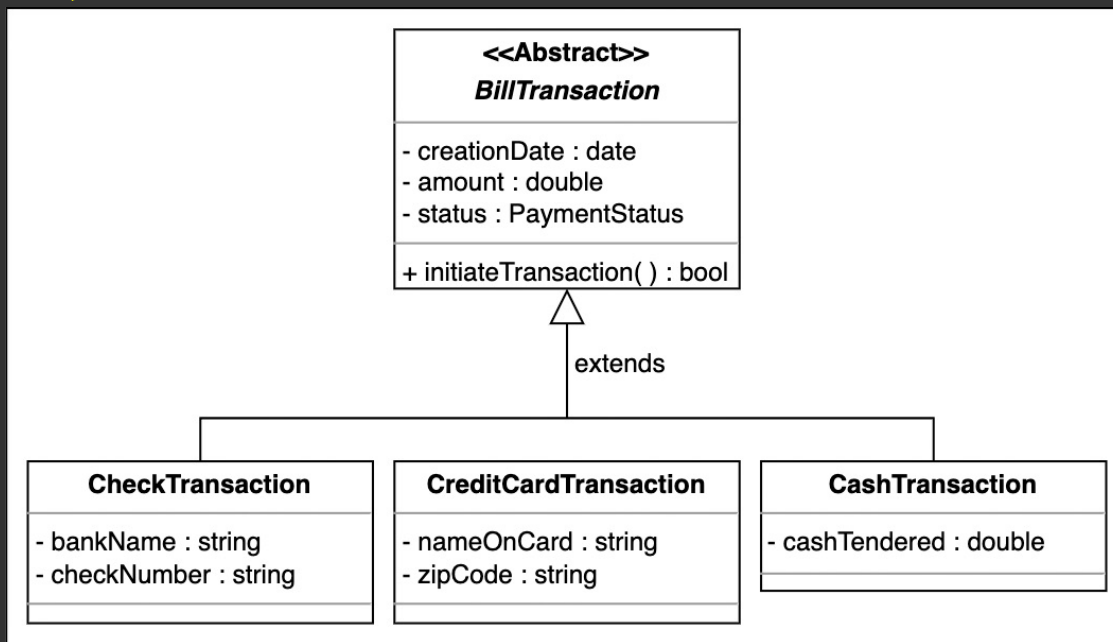 <<Abstract>>
BillTransaction
- creationDate : date
- amount : double
- status : PaymentStatus
+ initiateTransaction( ) : bool
extends
CheckTransaction
- bankName : string
- checkNumber : string
CreditCardTransaction
- nameOnCard : string
- zipCode : string
CashTransaction
- cashTendered : double